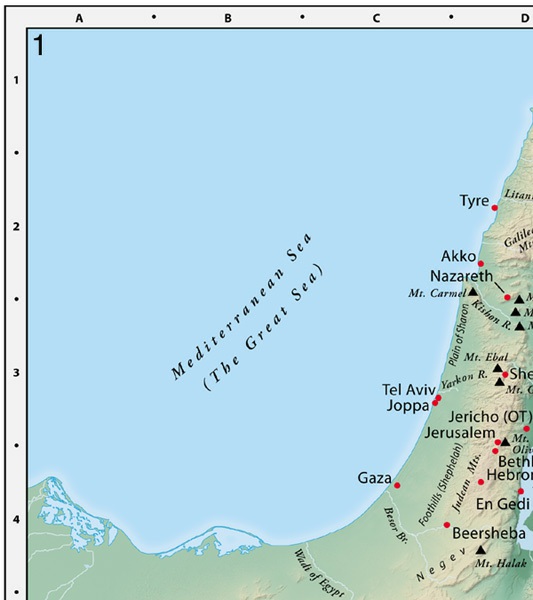 A B C D
1
1
2
3
4
Mediterranean Sea
(The Great Sea)
Tyre
Akko
Nazareth
Mt. Carmel
Kishon R.
Plain of Sharon
Mt. Ebal
Yarkon R.
Tel Aviv
Joppa
Jericho (OT)
Jerusalem
Mt.
Gaza
Foothills (Shephelah)
Judean Mts.
En Gedi
Besor Br.
Beersheba
Negev
Mt. Halak
Wadi of Egypt